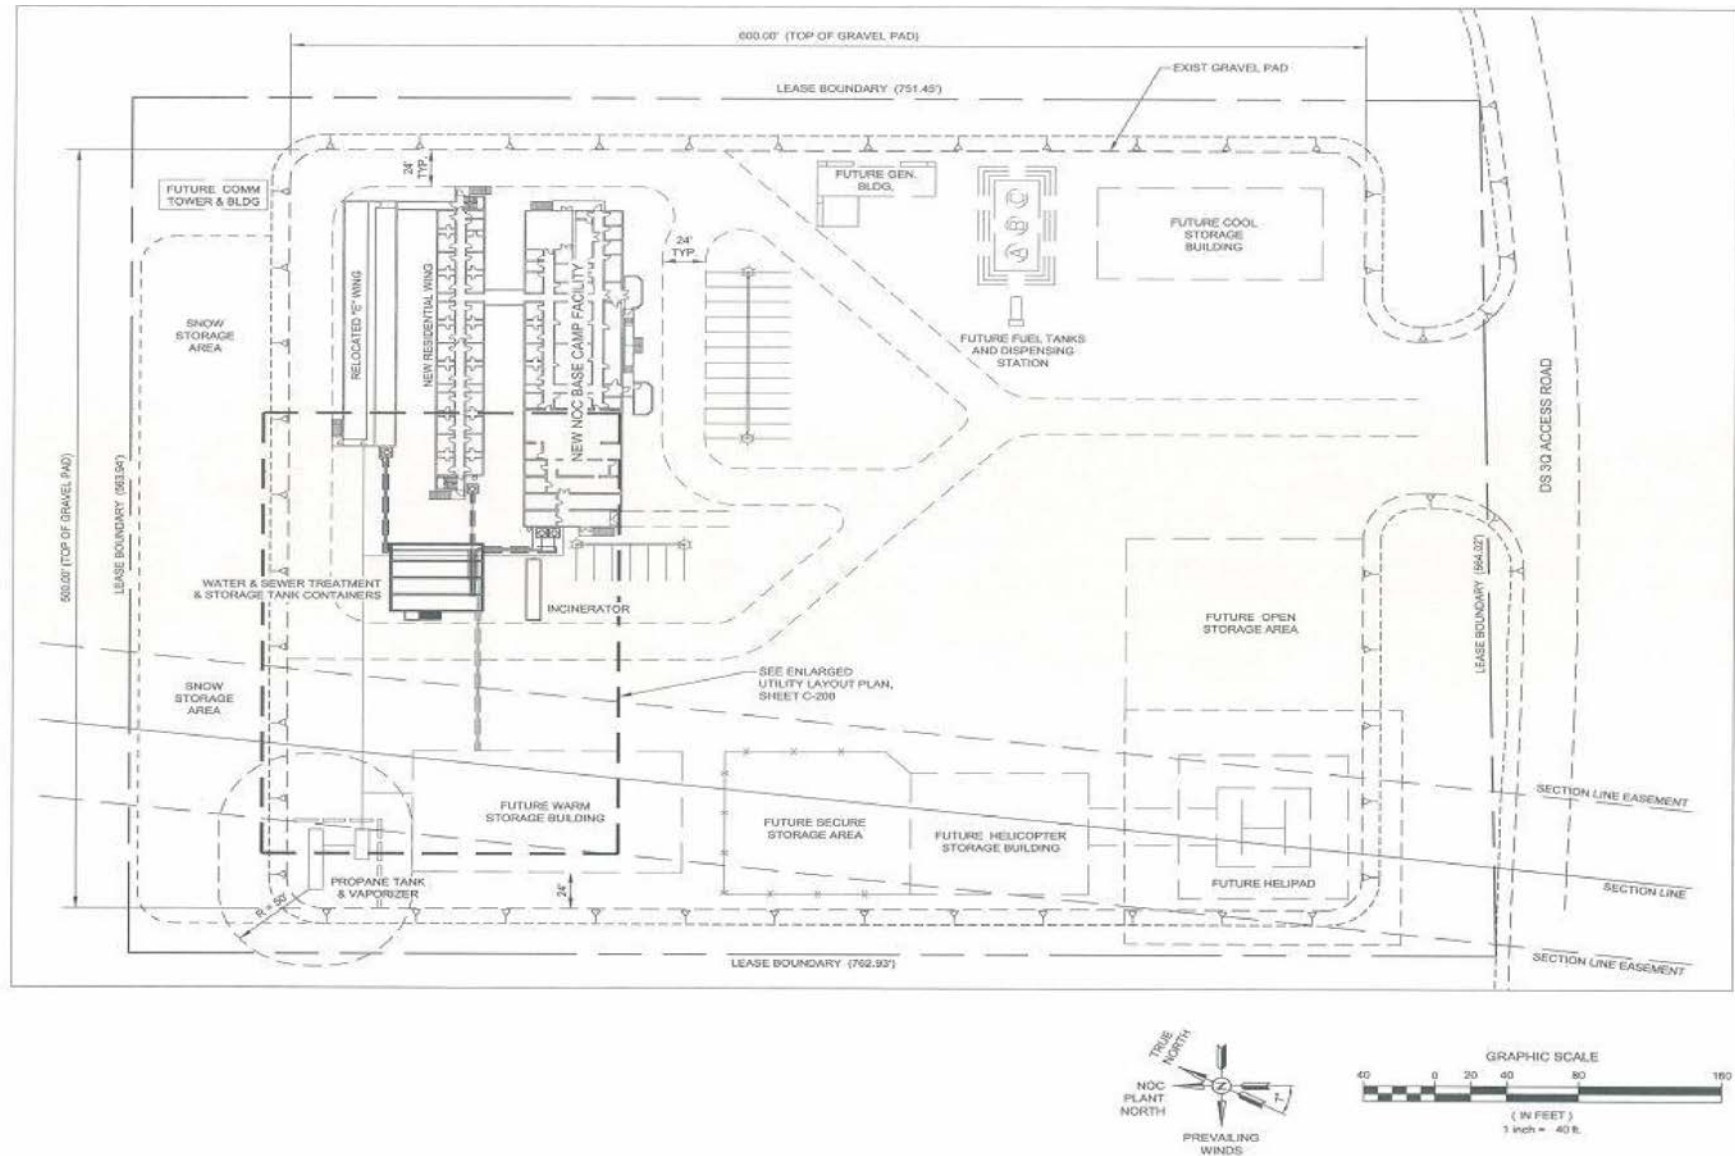 600.00' (TOP OF GRAVEL PAD)
EXIST GRAVEL PAD
LEASE BOUNDARY (751.45')
24'
TYP.
FUTURE COMM
TOWER & BLDG
FUTURE GEN.
BLDG.
A B C
FUTURE COOL
STORAGE
BUILDING
24'
TYP.
RELOCATED "E" WING
NEW RESIDENTIAL WING
NEW NOC BASE CAMP FACILITY
SNOW
STORAGE
AREA
FUTURE FUEL TANKS
AND DISPENSING
STATION
DS 3Q ACCESS ROAD
500.00' (TOP OF GRAVEL PAD)
LEASE BOUNDARY (563.94')
LEASE BOUNDARY (564.02')
WATER & SEWER TREATMENT
& STORAGE TANK CONTAINERS
INCINERATOR
FUTURE OPEN
STORAGE AREA
SEE ENLARGED
UTILITY LAYOUT PLAN,
SHEET C-200
SNOW
STORAGE
AREA
SECTION LINE EASEMENT
FUTURE WARM
STORAGE BUILDING
FUTURE SECURE
STORAGE AREA
FUTURE HELICOPTER
STORAGE BUILDING
H
FUTURE HELIPAD
SECTION LINE
PROPANE TANK
& VAPORIZER
24'
R = 50'
LEASE BOUNDARY (762.93')
SECTION LINE EASEMENT
TRUE
NORTH
NOC
PLANT
NORTH
N
7°
PREVAILING
WINDS
GRAPHIC SCALE
40 0 20 40 80 160
( IN FEET )
1 inch = 40 ft.